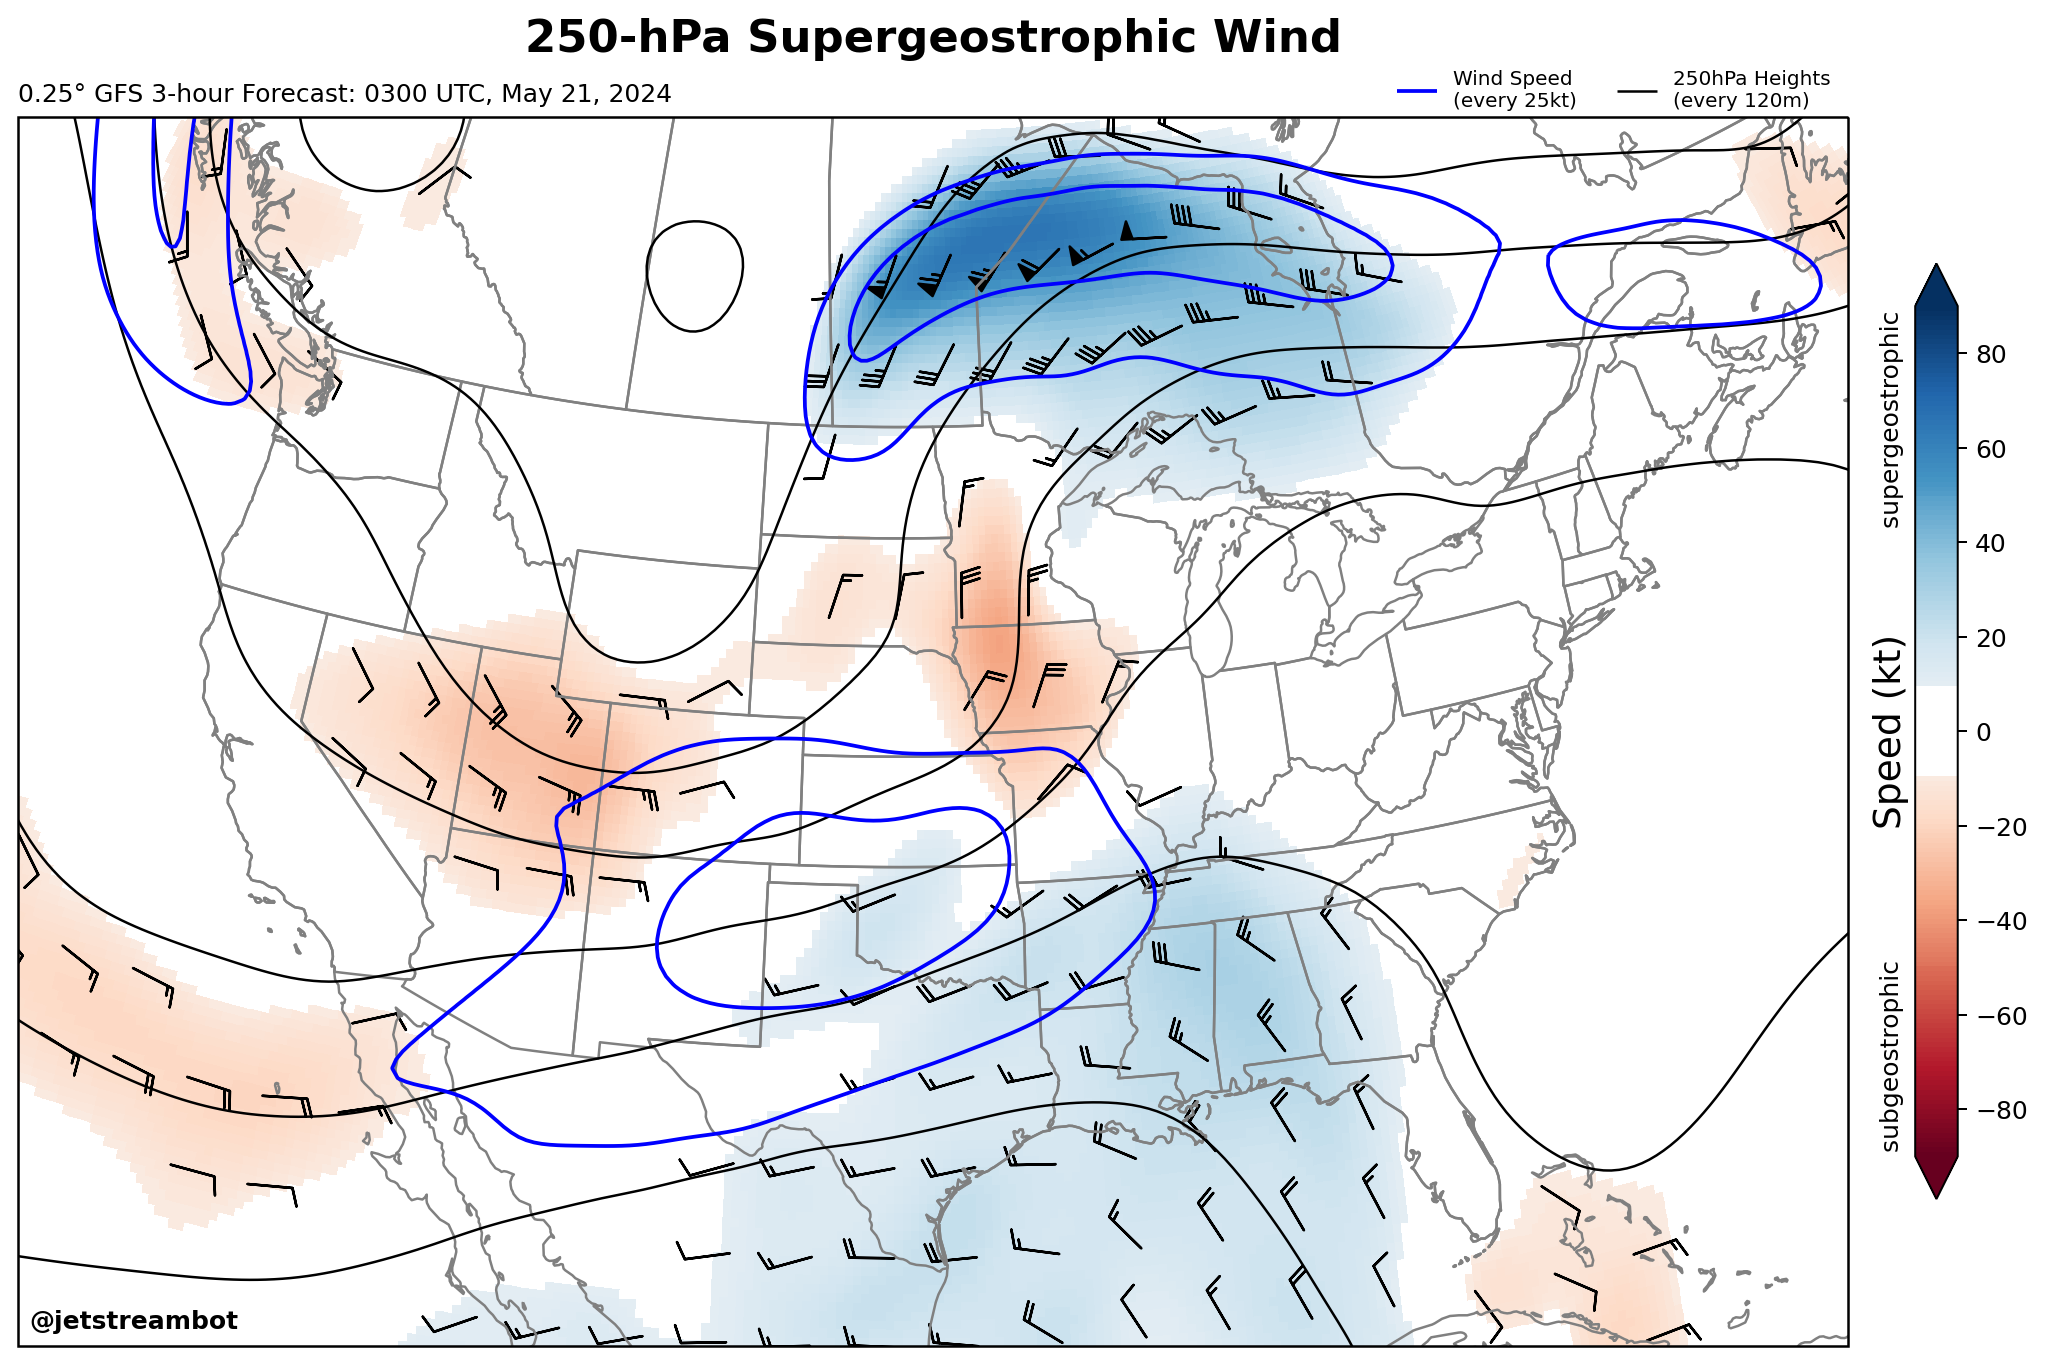 250-hPa Supergeostrophic Wind
0.25° GFS 3-hour Forecast: 0300 UTC, May 21, 2024
Wind Speed
(every 25kt)
250hPa Heights
(every 120m)
supergeostrophic
subgeostrophic
Speed (kt)
80
60
40
20
0
−20
−40
−60
−80
@jetstreambot